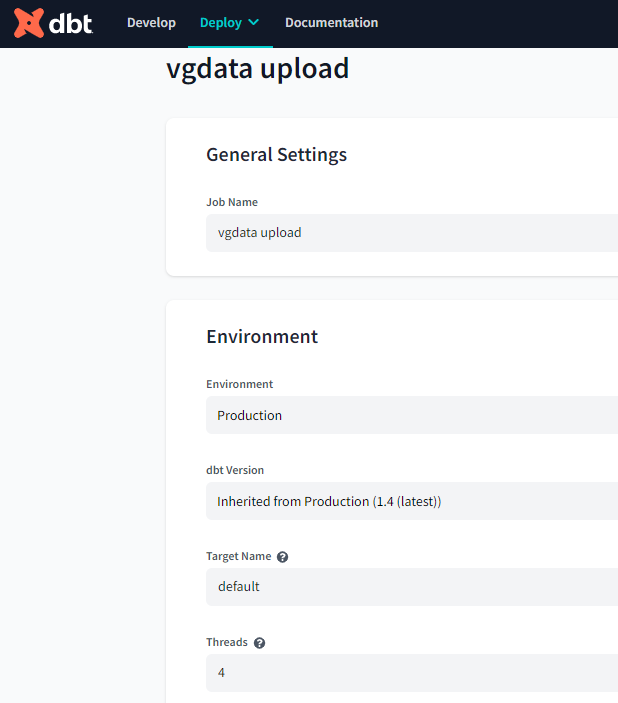 dbt
Develop Deploy Documentation
vgdata upload
General Settings
Job Name
vgdata upload
Environment
Environment
Production
dbt Version
Inherited from Production (1.4 (latest))
Target Name ?
default
Threads ?
4